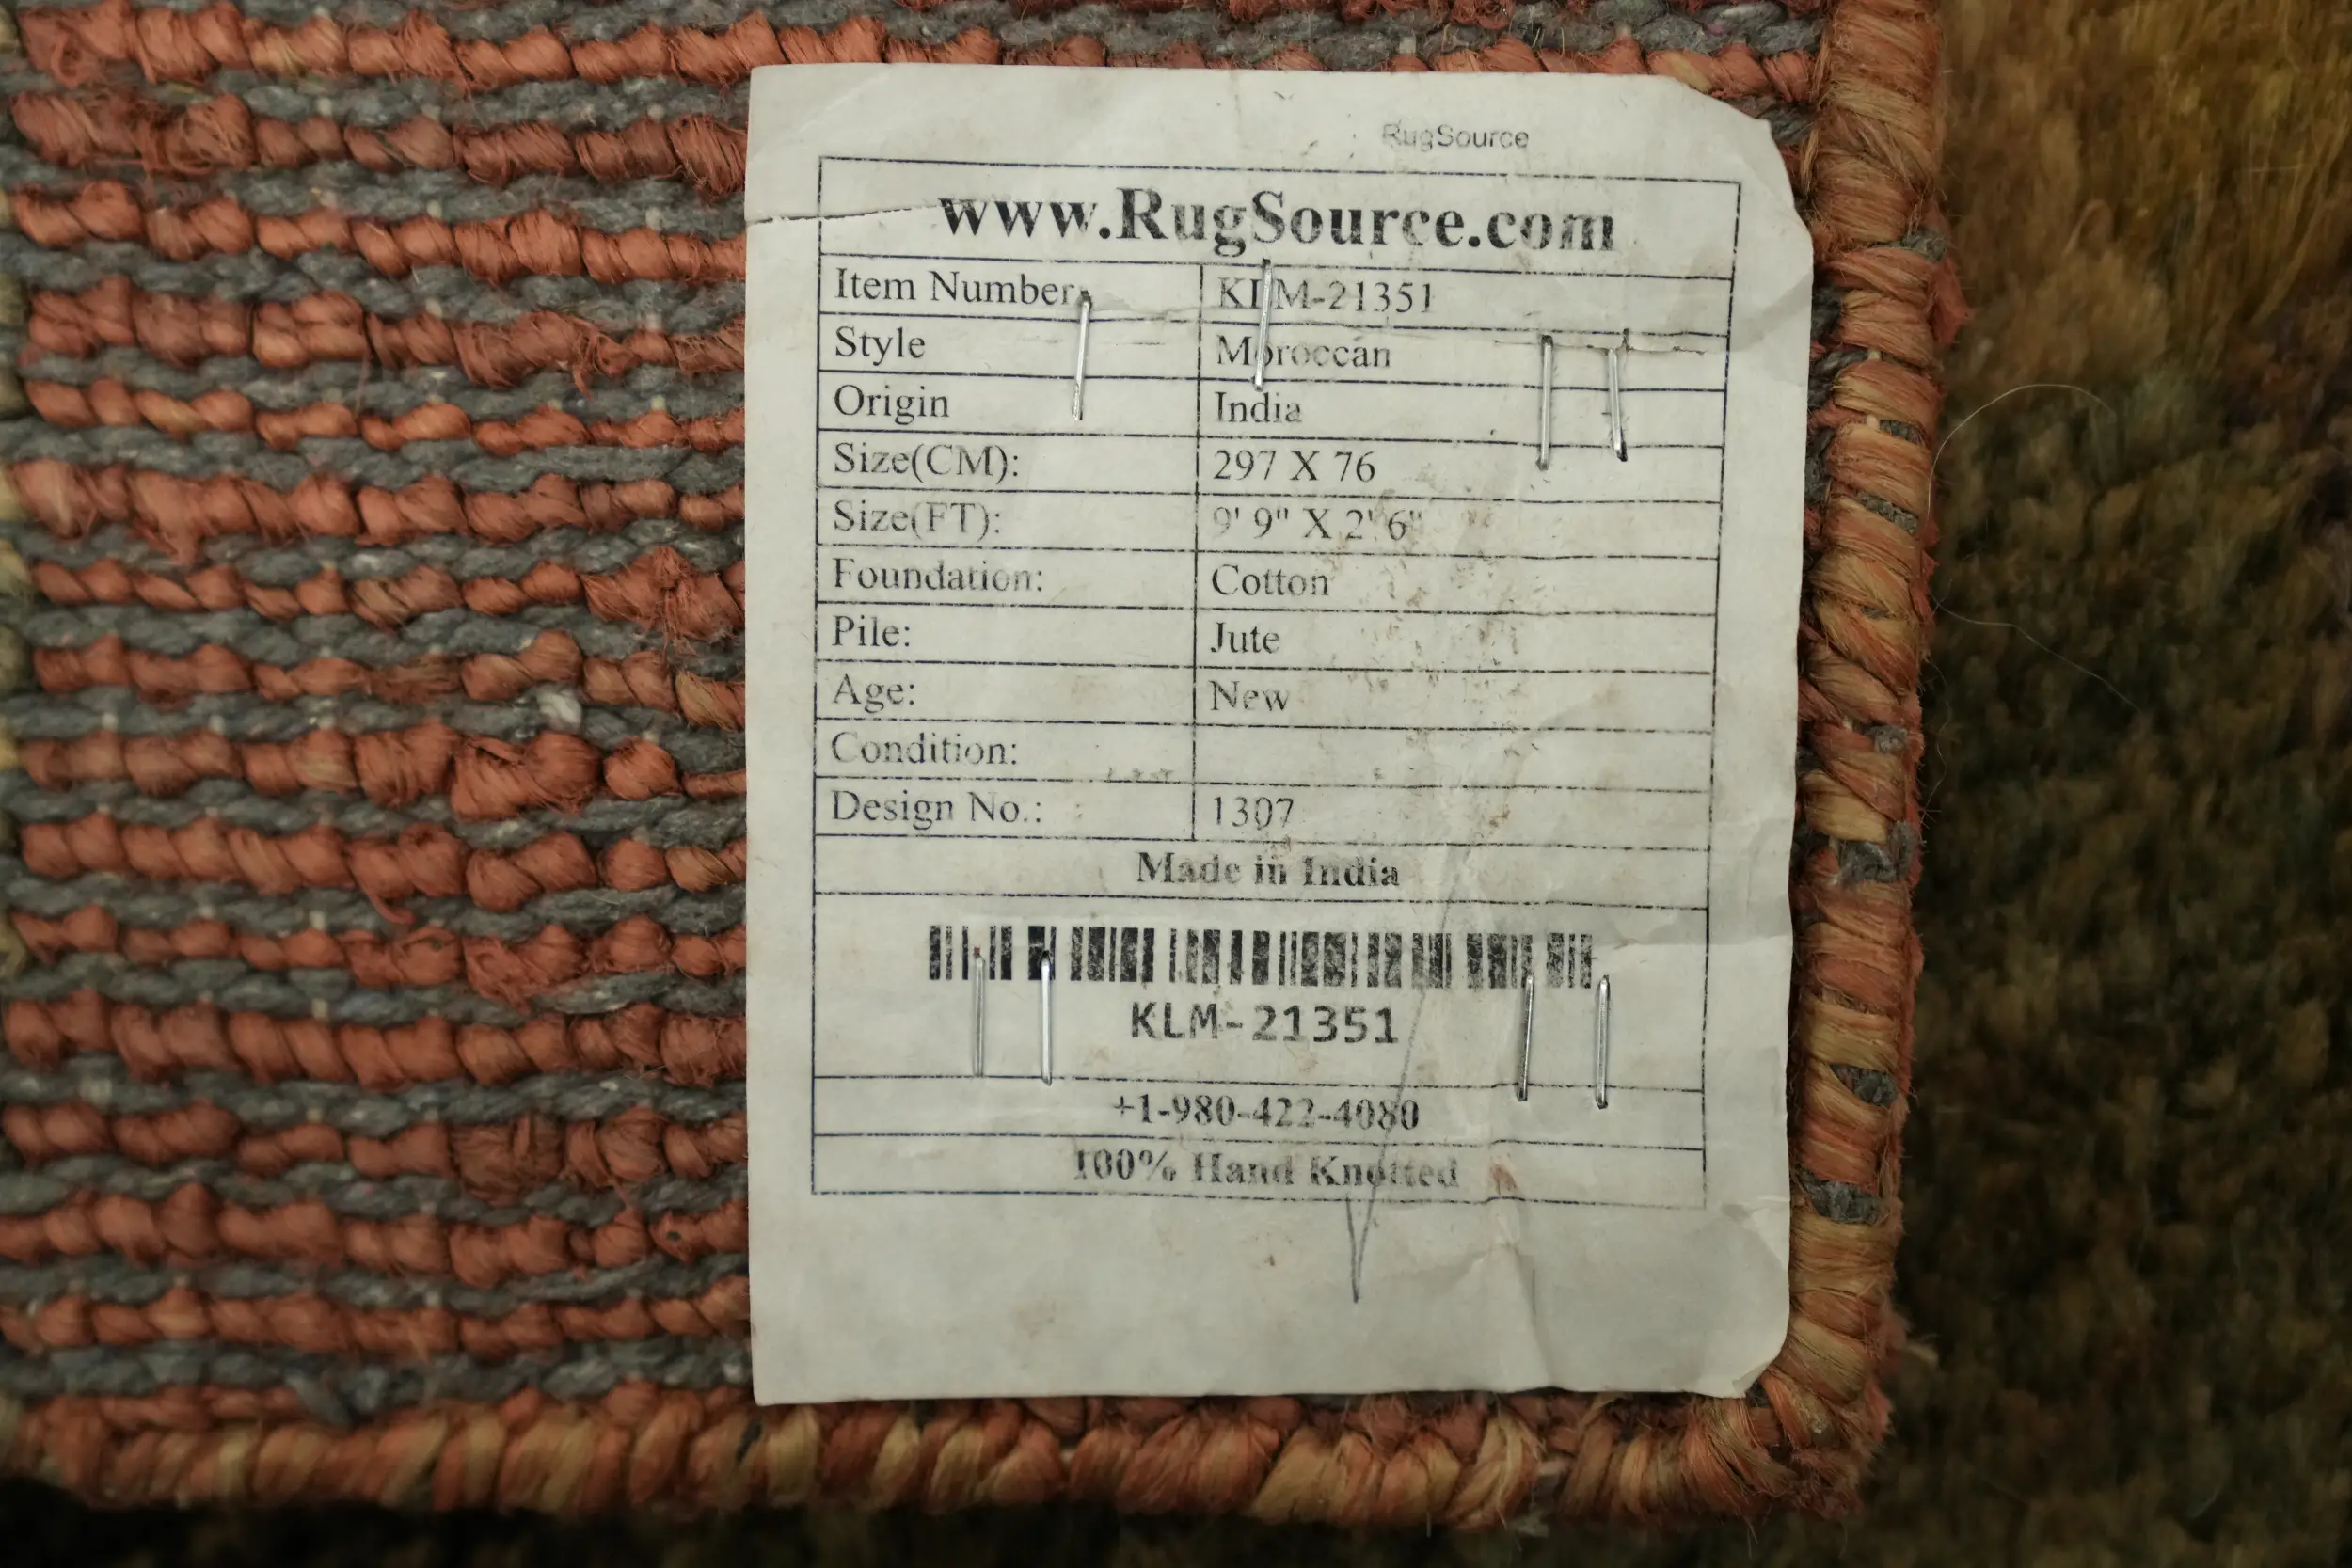 RugSource
www.RugSource.com
Item Number: KLM-21351
Style Moroccan
Origin India
Size(CM): 297 X 76
Size(FT): 9' 9" X 2' 6"
Foundation: Cotton
Pile: Jute
Age: New
Condition:
Design No.: 1307
Made in India
KLM-21351
+1-980-422-4080
100% Hand Knotted